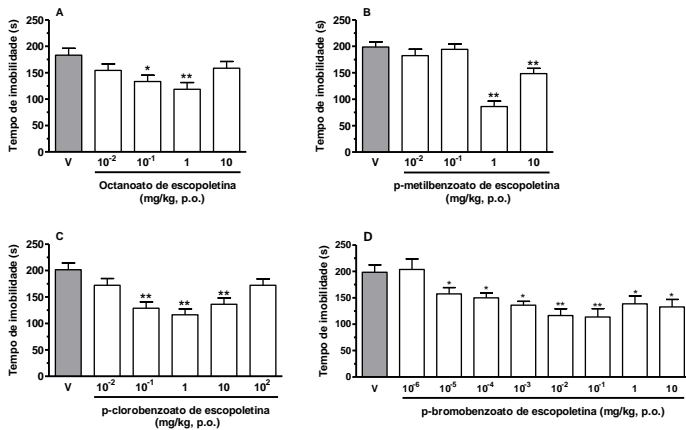 A
Tempo de imobilidade (s)
250
200
150
100
50
0
* **
V 10⁻² 10⁻¹ 1 10
Octanoato de escopoletina
(mg/kg, p.o.)
B
Tempo de imobilidade (s)
250
200
150
100
50
0
** **
V 10⁻² 10⁻¹ 1 10
p-metilbenzoato de escopoletina
(mg/kg, p.o.)
C
Tempo de imobilidade (s)
250
200
150
100
50
0
** ** **
V 10⁻² 10⁻¹ 1 10 10²
p-clorobenzoato de escopoletina
(mg/kg, p.o.)
D
Tempo de imobilidade (s)
250
200
150
100
50
0
* * * ** ** * *
V 10⁻⁶ 10⁻⁵ 10⁻⁴ 10⁻³ 10⁻² 10⁻¹ 1 10
p-bromobenzoato de escopoletina (mg/kg, p.o.)